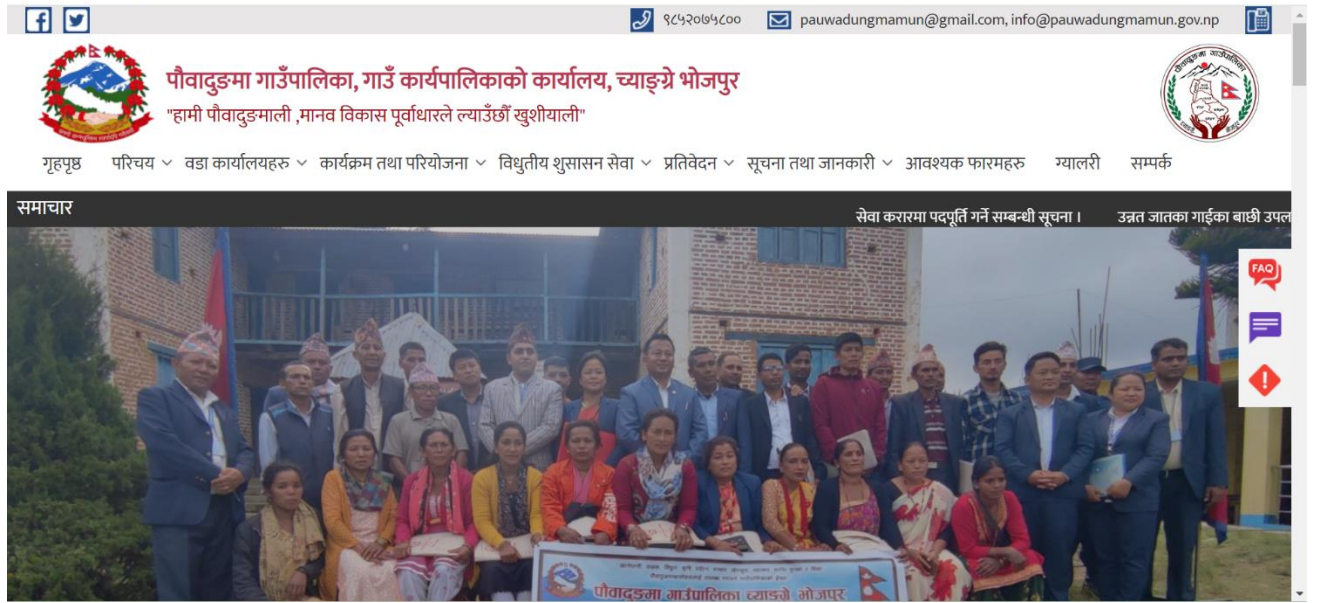 ९८५२०७५८०० pauwadungmamun@gmail.com, info@pauwadungmamun.gov.np
पौवादुङमा गाउँपालिका, गाउँ कार्यपालिकाको कार्यालय, च्याङ्ग्रे भोजपुर
"हामी पौवादुङमाली ,मानव विकास पूर्वाधारले ल्याउँछौँ खुशीयाली"
गृहपृष्ठ परिचय वडा कार्यालयहरु कार्यक्रम तथा परियोजना विधुतीय शुसासन सेवा प्रतिवेदन सूचना तथा जानकारी आवश्यक फारमहरु ग्यालरी सम्पर्क
समाचार सेवा करारमा पदपूर्ति गर्ने सम्बन्धी सूचना । उन्नत जातका गाईका बाछी उपल
FAQ
पौवादुङमा गाउँपालिका च्याङग्रे भोजपुर